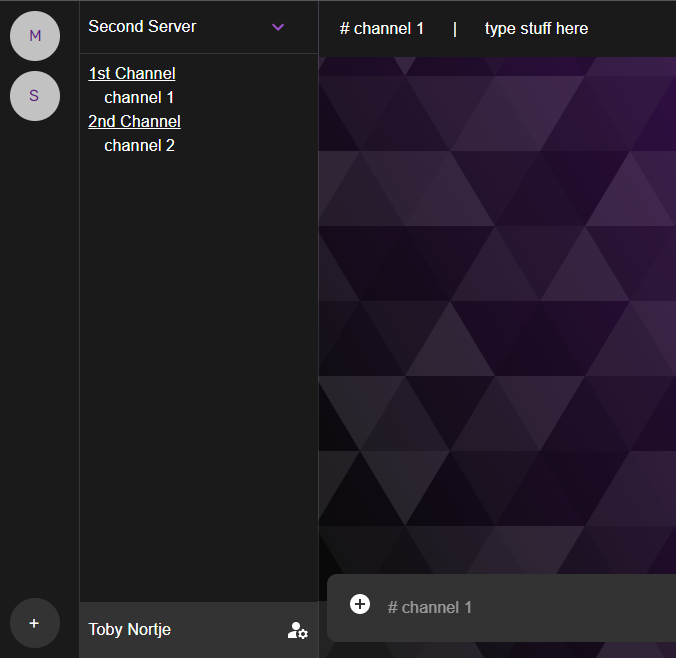 M
S
+
Second Server
1st Channel
channel 1
2nd Channel
channel 2
Toby Nortje
# channel 1 | type stuff here
# channel 1